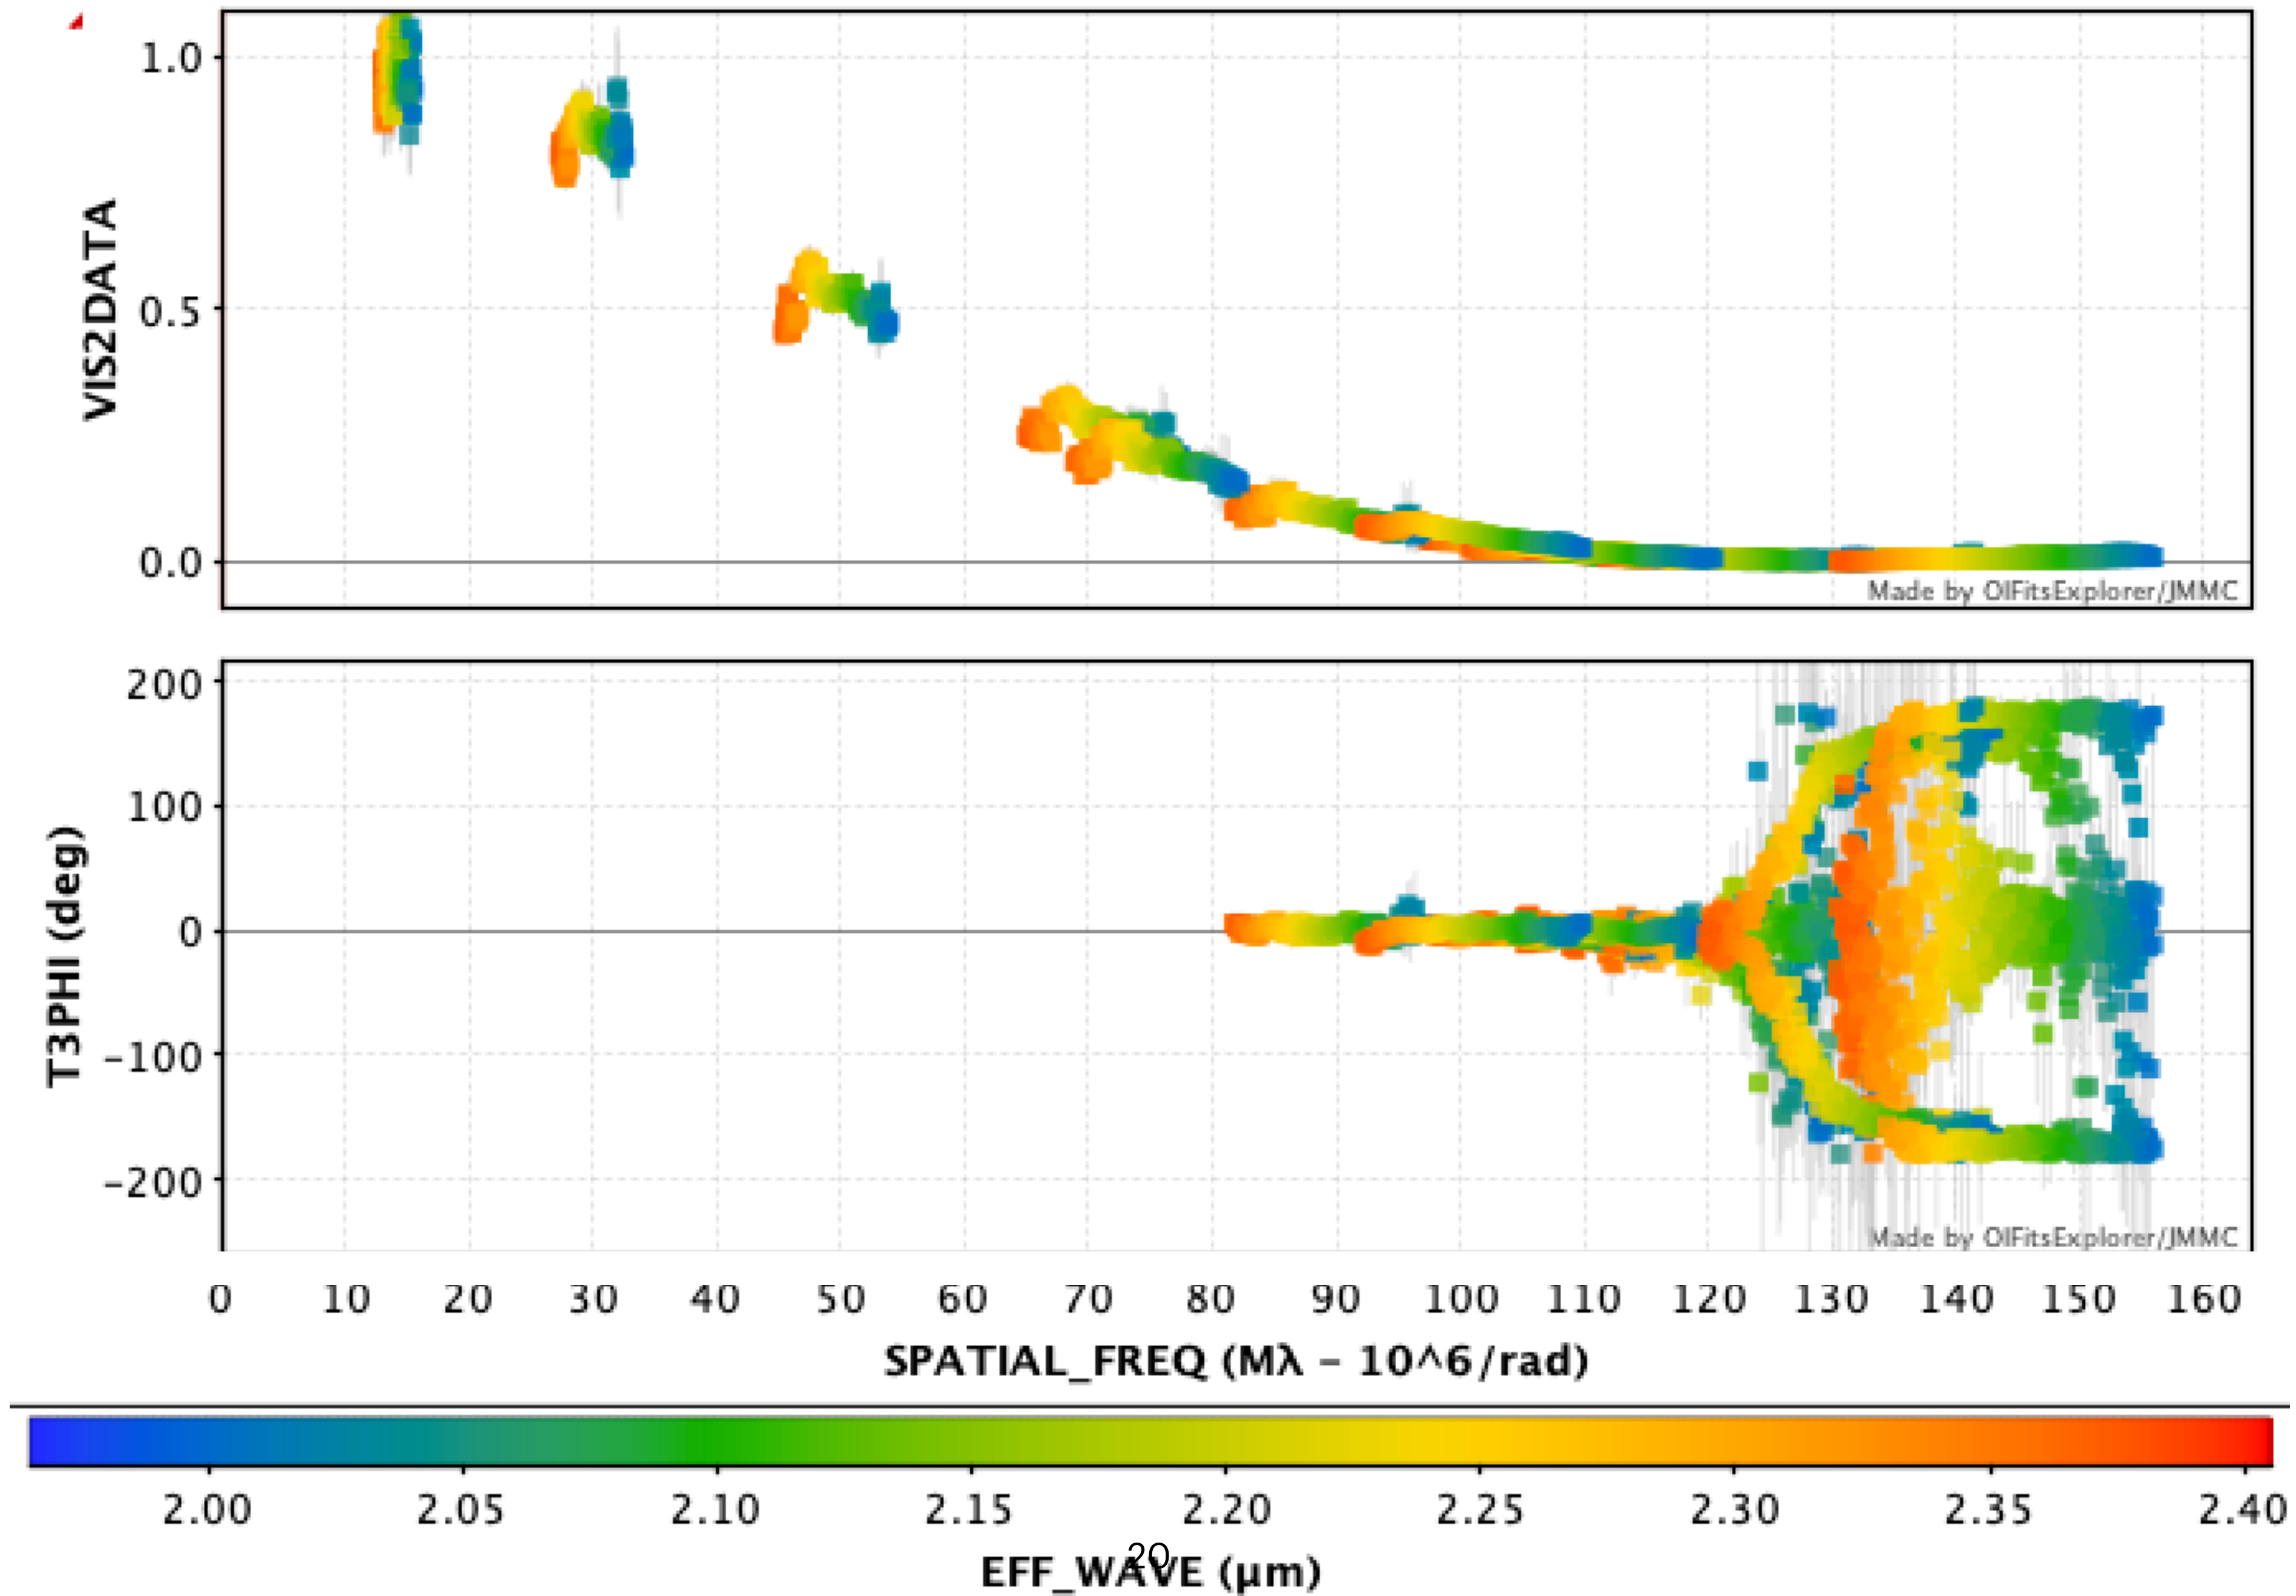 1.0
0.5
0.0
VIS2DATA
Made by OIFitsExplorer/JMMC
200
100
0
-100
-200
T3PHI (deg)
Made by OIFitsExplorer/JMMC
0 10 20 30 40 50 60 70 80 90 100 110 120 130 140 150 160
SPATIAL_FREQ (Mλ - 10^6/rad)
2.00 2.05 2.10 2.15 2.20 2.25 2.30 2.35 2.40
20
EFF_WAVE (μm)